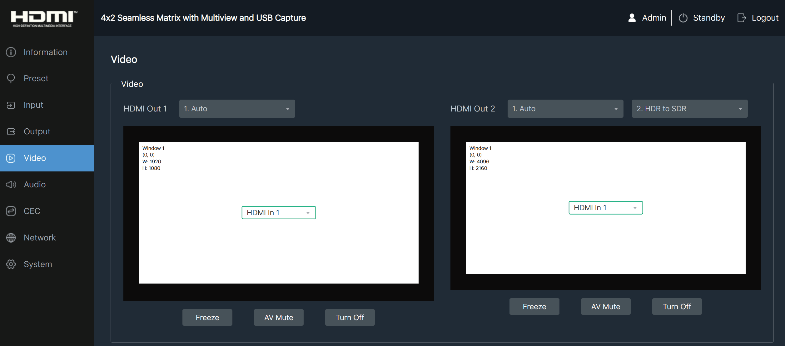 HDMI
HIGH-DEFINITION MULTIMEDIA INTERFACE
4x2 Seamless Matrix with Multiview and USB Capture
Admin
Standby
Logout
Information
Preset
Input
Output
Video
Audio
CEC
Network
System
Video
Video
HDMI Out 1
1. Auto
Window 1
(0, 0)
W: 1920
H: 1080
HDMI In 1
Freeze
AV Mute
Turn Off
HDMI Out 2
1. Auto
2. HDR to SDR
Window 1
(0, 0)
W: 4096
H: 2160
HDMI In 1
Freeze
AV Mute
Turn Off